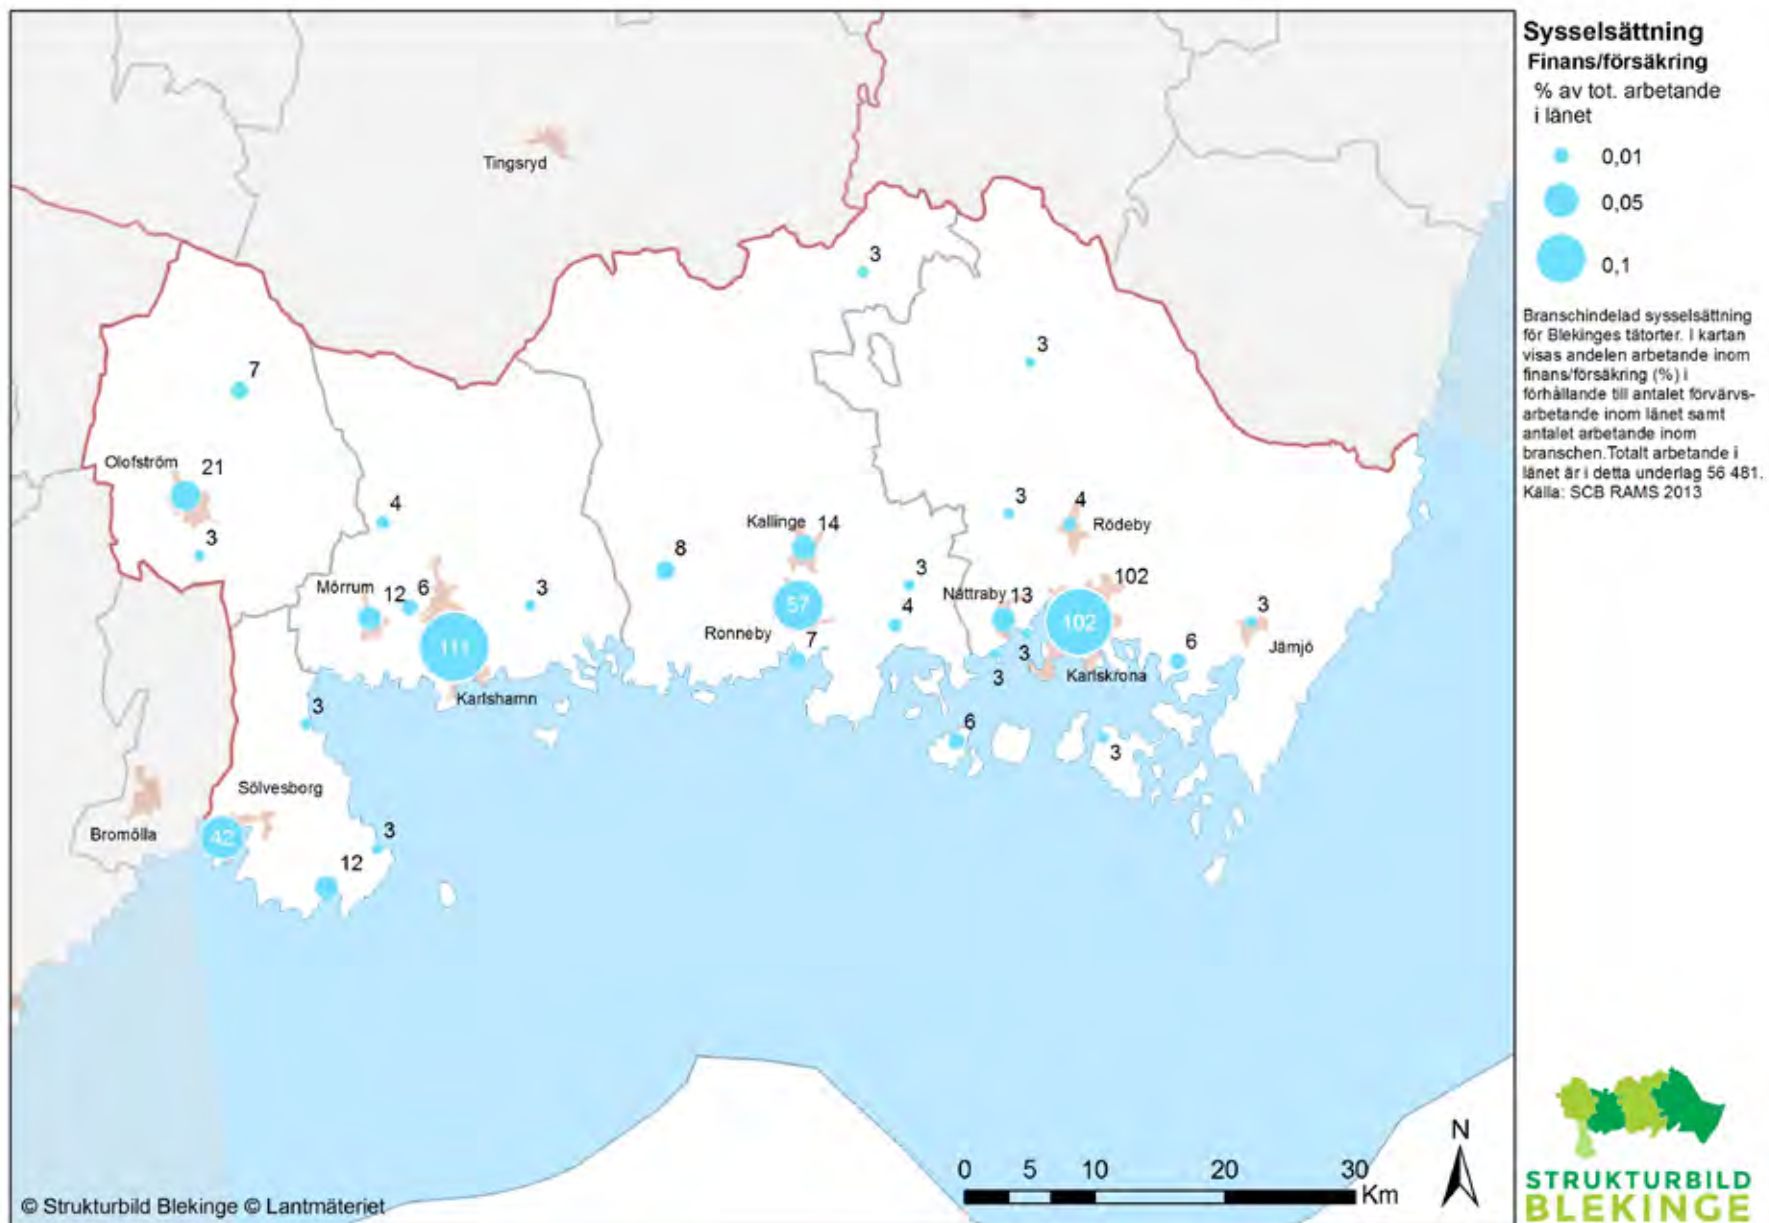 Sysselsättning
Finans/försäkring
% av tot. arbetande
i länet
0,01
0,05
0,1
Branschindelad sysselsättning
för Blekinges tätorter. I kartan
visas andelen arbetande inom
finans/försäkring (%) i
förhållande till antalet förvärvs-
arbetande inom länet samt
antalet arbetande inom
branschen.Totalt arbetande i
länet är i detta underlag 56 481.
Källa: SCB RAMS 2013
Tingsryd
3
3
7
Olofström
21
3
4
Mörrum
12
6
3
111
Karlshamn
8
Kallinge
14
57
Ronneby
7
3
4
3
4
Rödeby
Nättraby
13
102
102
3
3
Karlskrona
6
3
Jämjö
6
3
3
Sölvesborg
42
3
12
Bromölla
0 5 10 20 30
Km
N
© Strukturbild Blekinge © Lantmäteriet
STRUKTURBILD
BLEKINGE